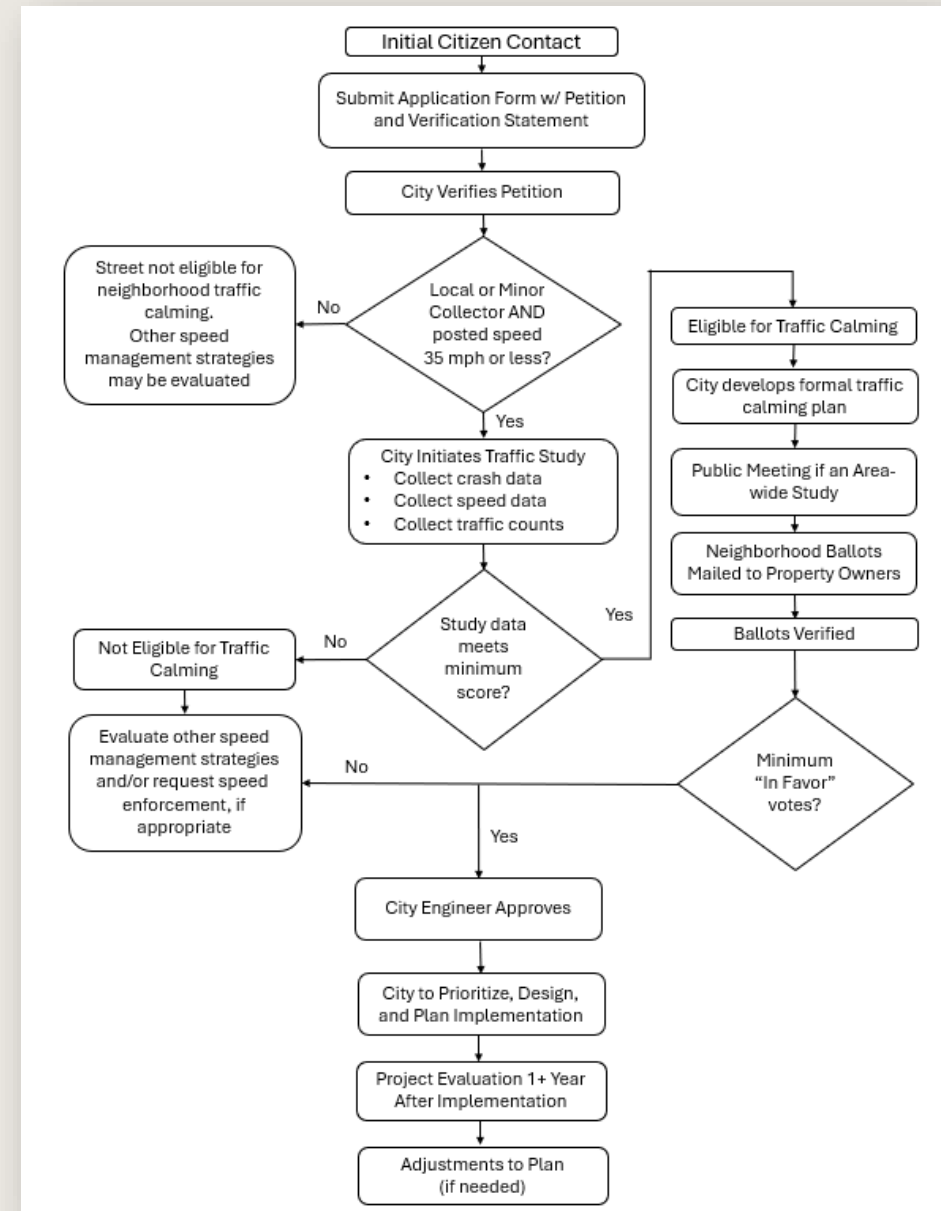 Initial Citizen Contact
Submit Application Form w/ Petition
and Verification Statement
City Verifies Petition
Local or Minor
Collector AND
posted speed
35 mph or less?
No
Street not eligible for
neighborhood traffic
calming.
Other speed
management strategies
may be evaluated
Yes
City Initiates Traffic Study
• Collect crash data
• Collect speed data
• Collect traffic counts
Study data
meets
minimum
score?
No
Not Eligible for Traffic
Calming
Evaluate other speed
management strategies
and/or request speed
enforcement, if
appropriate
Yes
Eligible for Traffic Calming
City develops formal traffic
calming plan
Public Meeting if an Area-
wide Study
Neighborhood Ballots
Mailed to Property Owners
Ballots Verified
Minimum
“In Favor”
votes?
No
Yes
City Engineer Approves
City to Prioritize, Design,
and Plan Implementation
Project Evaluation 1+ Year
After Implementation
Adjustments to Plan
(if needed)